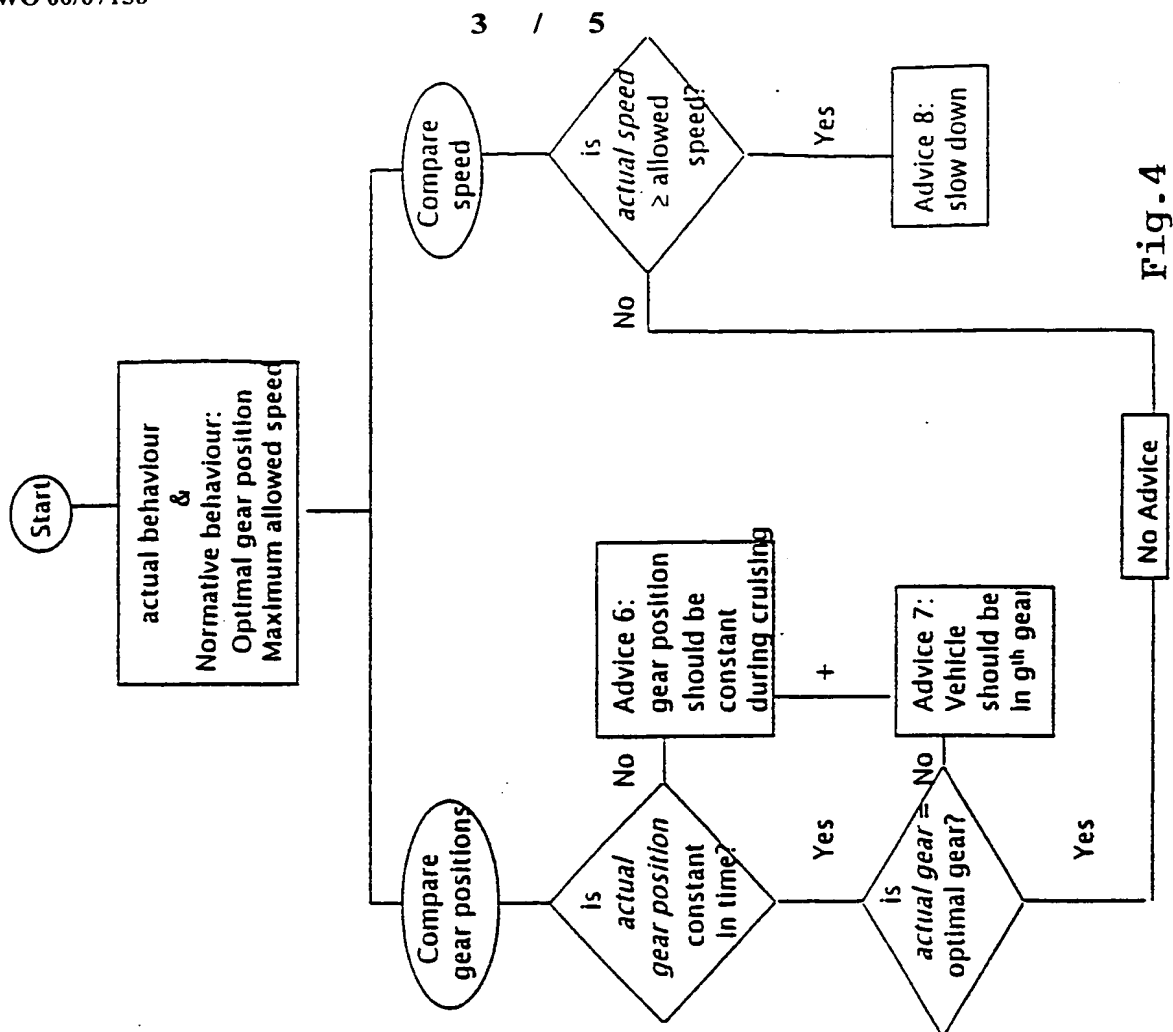 3 / 5
Start
actual behaviour
&
Normative behaviour:
Optimal gear position
Maximum allowed speed
Compare
gear positions
Is
actual
gear position
constant
in time?
No
Advice 6:
gear position
should be
constant
during cruising
+
Yes
is
actual gear =
optimal gear?
No
Advice 7:
Vehicle
should be
in gth gear
Yes
No Advice
Compare
speed
is
actual speed
≥ allowed
speed?
No
Yes
Advice 8:
slow down
Fig.4